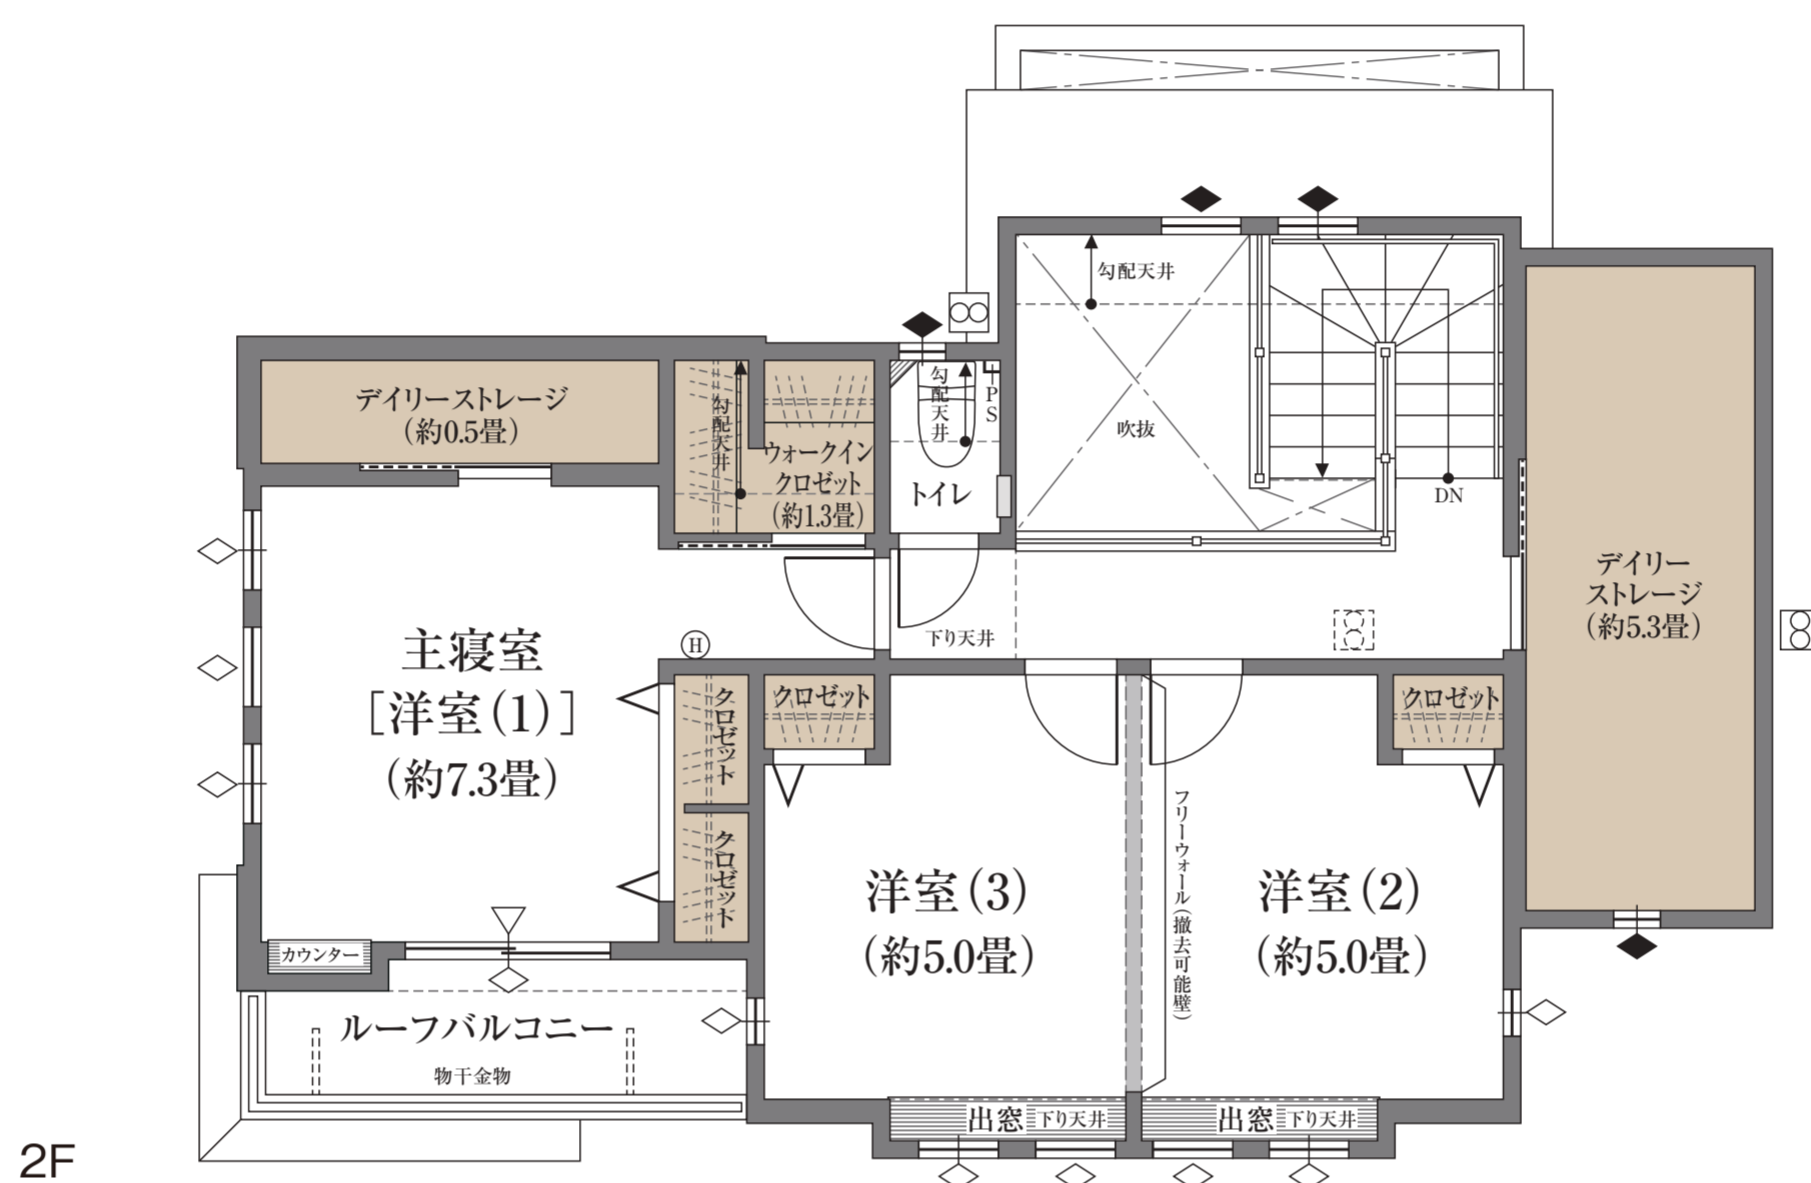 勾配天井
吹抜
DN
デイリーストレージ
（約0.5畳）
勾配天井
ウォークイン
クロゼット
（約1.3畳）
勾配天井
PS
トイレ
デイリー
ストレージ
（約5.3畳）
主寝室
［洋室（1）］
（約7.3畳）
H
下り天井
クロゼット
クロゼット
クロゼット
クロゼット
フリーウォール（撤去可能壁）
洋室（3）
（約5.0畳）
洋室（2）
（約5.0畳）
カウンター
ルーフバルコニー
物干金物
出窓 下り天井
出窓 下り天井
2F